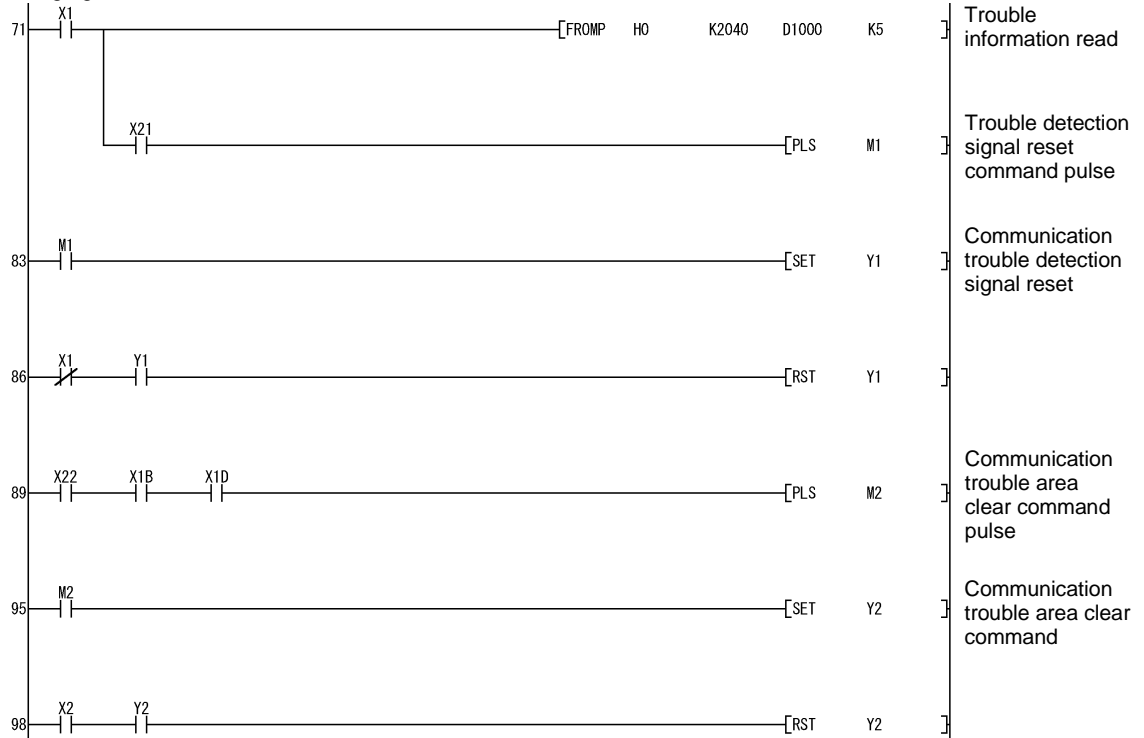 X1
71 [FROMP H0 K2040 D1000 K5 ]
Trouble
information read
X21
[PLS M1 ]
Trouble detection
signal reset
command pulse
M1
83 [SET Y1 ]
Communication
trouble detection
signal reset
X1 Y1
86 [RST Y1 ]
X22 X1B X1D
89 [PLS M2 ]
Communication
trouble area
clear command
pulse
M2
95 [SET Y2 ]
Communication
trouble area clear
command
X2 Y2
98 [RST Y2 ]